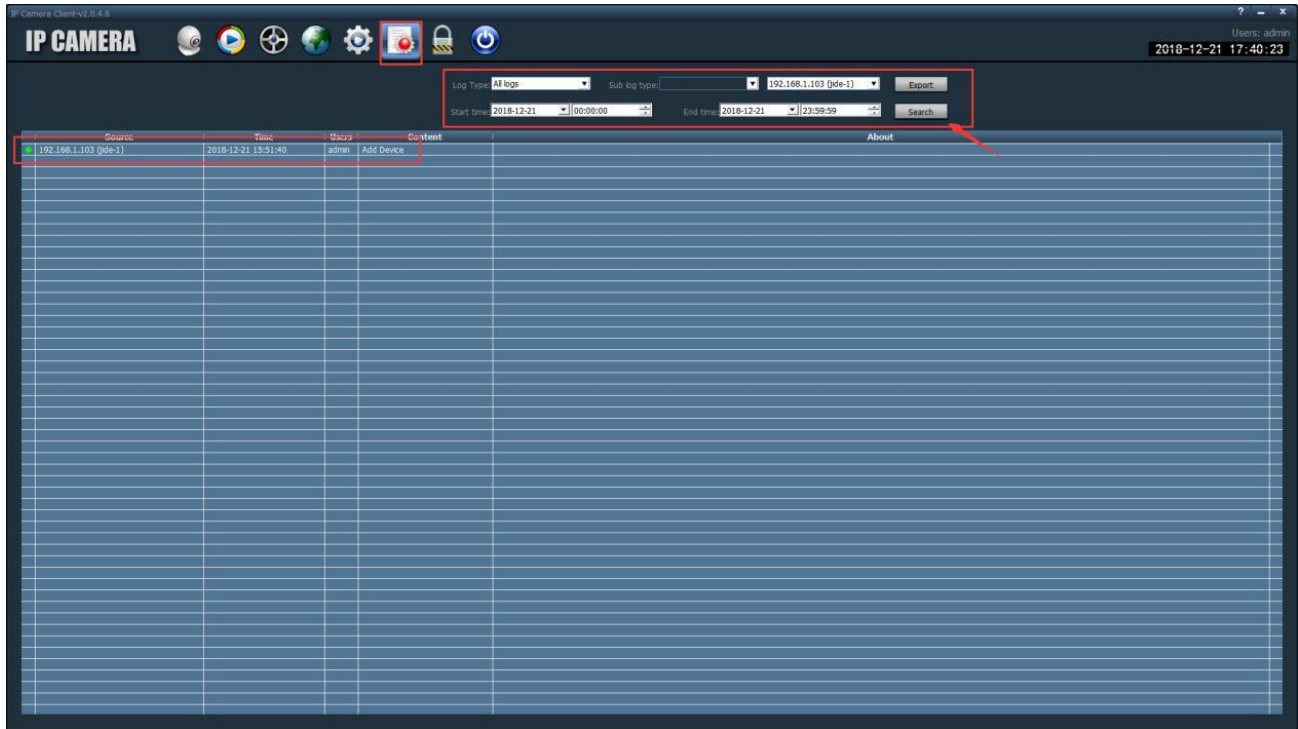 IP Camera Client-v2.0.4.6 ? – x
IP CAMERA
Users: admin
2018-12-21 17:40:23
Log Type: All logs Sub log type: 192.168.1.103 (jide-1) Export
Start time: 2018-12-21 00:00:00 End time: 2018-12-21 23:59:59 Search
Source Time Users Content About
192.168.1.103 (jide-1) 2018-12-21 15:51:40 admin Add Device